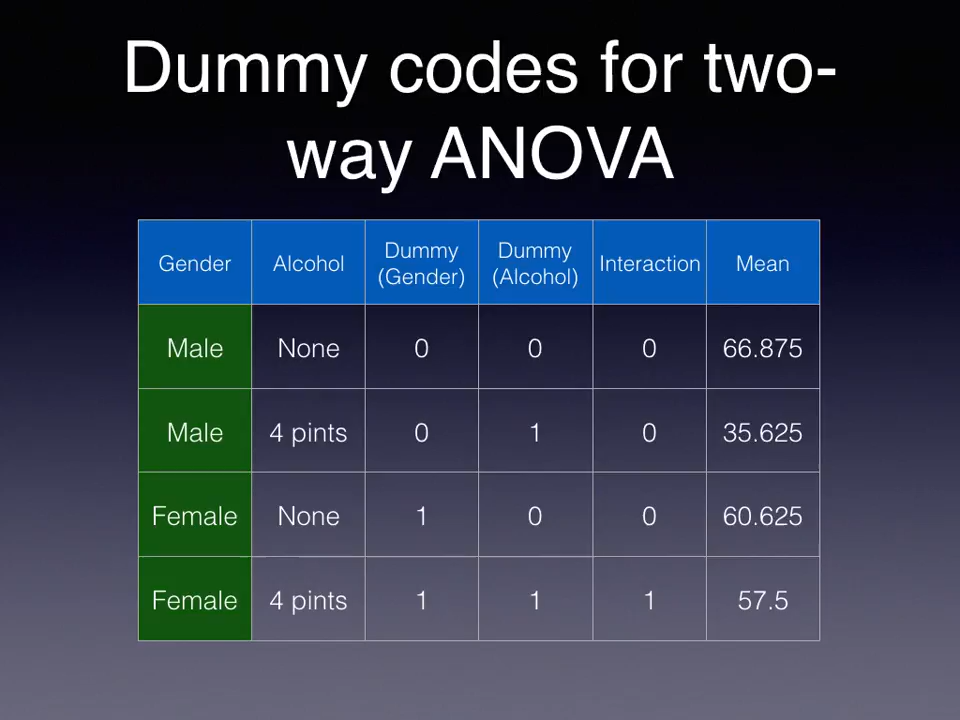 Dummy codes for two-
way ANOVA
Gender Alcohol Dummy (Gender) Dummy (Alcohol) Interaction Mean
Male None 0 0 0 66.875
Male 4 pints 0 1 0 35.625
Female None 1 0 0 60.625
Female 4 pints 1 1 1 57.5